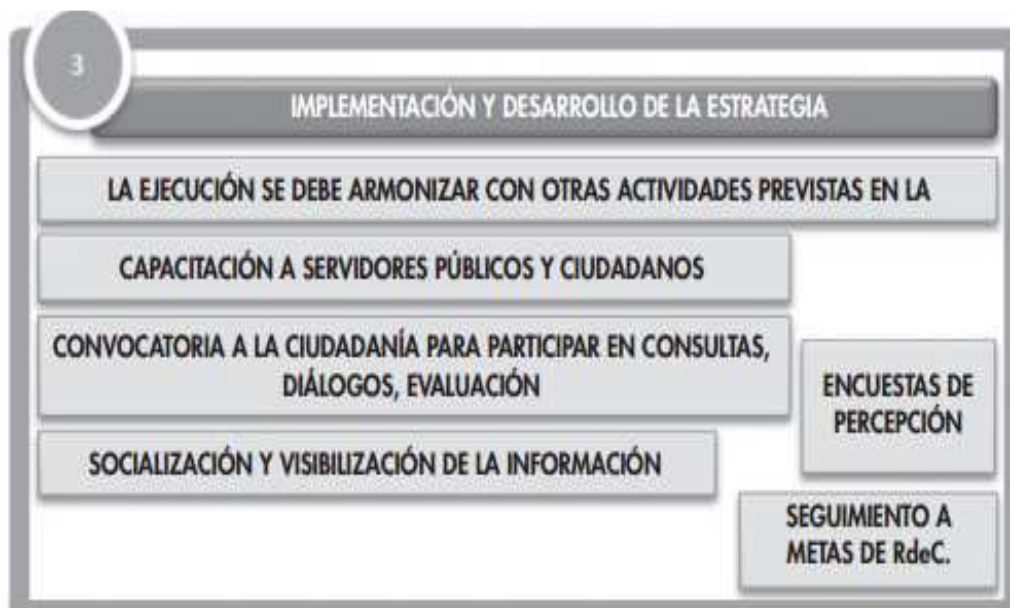 3
IMPLEMENTACIÓN Y DESARROLLO DE LA ESTRATEGIA
LA EJECUCIÓN SE DEBE ARMONIZAR CON OTRAS ACTIVIDADES PREVISTAS EN LA
CAPACITACIÓN A SERVIDORES PÚBLICOS Y CIUDADANOS
CONVOCATORIA A LA CIUDADANÍA PARA PARTICIPAR EN CONSULTAS,
DIÁLOGOS, EVALUACIÓN
ENCUESTAS DE
PERCEPCIÓN
SOCIALIZACIÓN Y VISIBILIZACIÓN DE LA INFORMACIÓN
SEGUIMIENTO A
METAS DE RdeC.